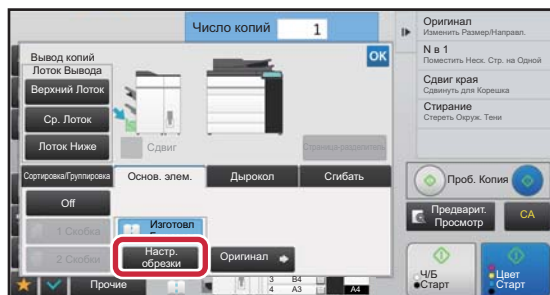 Число копий 1
Вывод копий
OK
Лоток Вывода
Верхний Лоток
Ср. Лоток
Лоток Ниже
Сдвиг
Страница-разделитель
Сортировка/Группировка
Основ. элем.
Дырокол
Сгибать
Off
1 Скобка
2 Скобки
Изготовл
Настр.
обрезки
Оригинал
Прочие
3 B4
4 A3
A4
Оригинал
Изменить Размер/Направл.
N в 1
Поместить Неск. Стр. на Одной
Сдвиг края
Сдвинуть для Корешка
Стирание
Стереть Окруж. Тени
Проб. Копия
Предварит.
Просмотр
CA
Ч/Б
Старт
Цвет
Старт